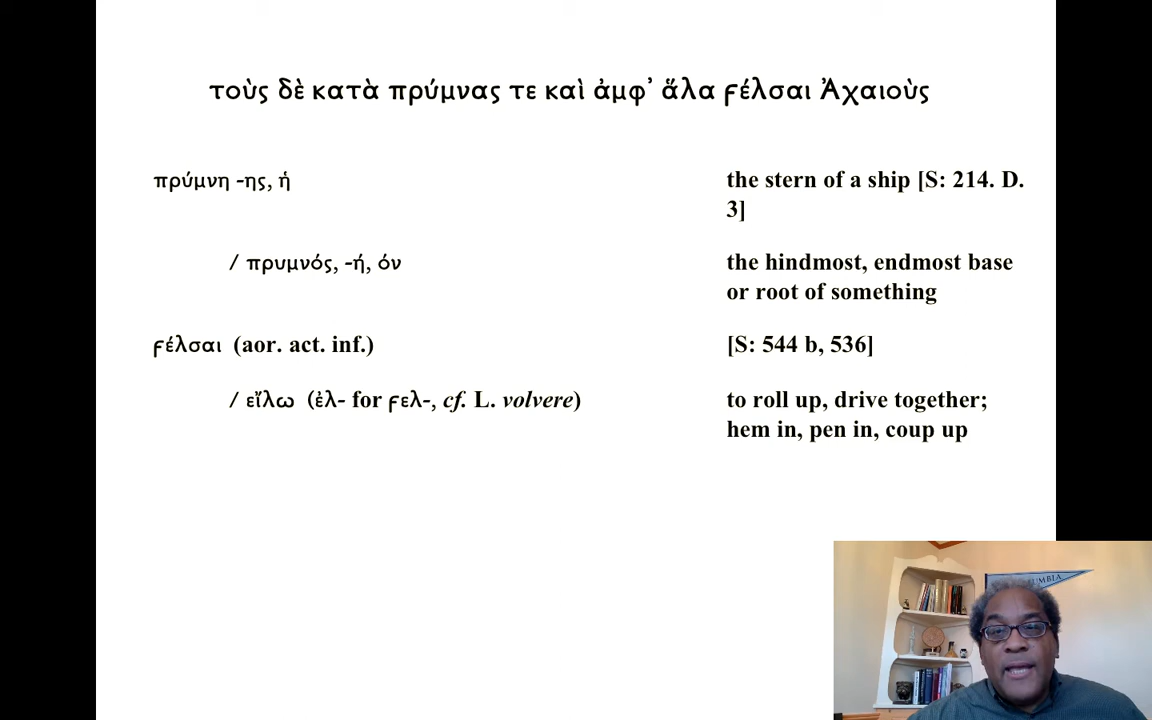 τοὺς δὲ κατὰ πρύμνας τε καὶ ἀμφ᾽ ἅλα ϝέλσαι Ἀχαιοὺς
πρύμνη -ης, ἡ
the stern of a ship [S: 214. D.
3]
/ πρυμνός, -ή, όν
the hindmost, endmost base
or root of something
ϝέλσαι (aor. act. inf.)
[S: 544 b, 536]
/ εἴλω (ἐλ- for ϝελ-, cf. L. volvere)
to roll up, drive together;
hem in, pen in, coup up